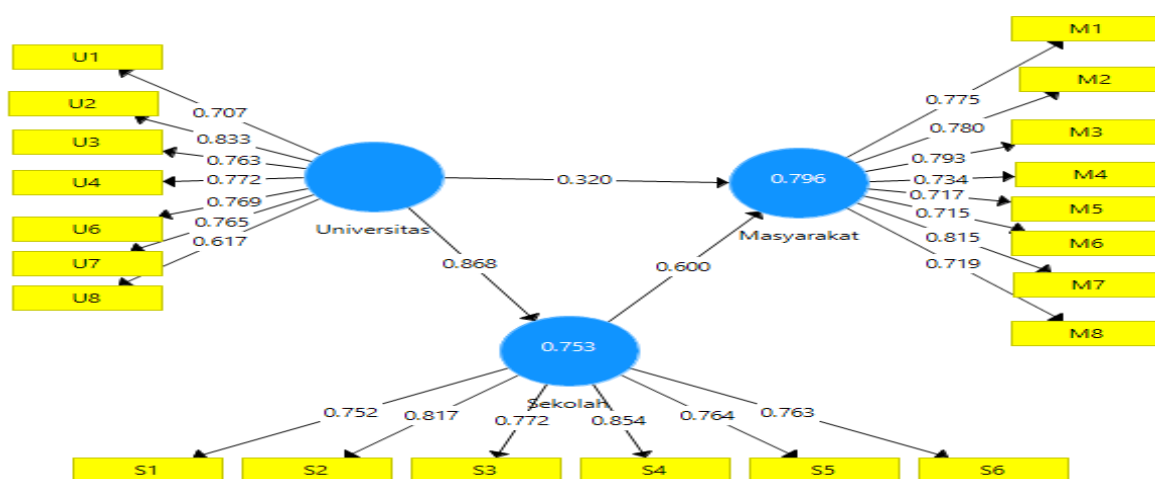 U1
U2
U3
U4
U6
U7
U8
0.707
0.833
0.763
0.772
0.769
0.765
0.617
Universitas
0.320
0.868
0.600
0.796
Masyarakat
0.775
0.780
0.793
0.734
0.717
0.715
0.815
0.719
M1
M2
M3
M4
M5
M6
M7
M8
0.753
Sekolah
0.752
0.817
0.772
0.854
0.764
0.763
S1
S2
S3
S4
S5
S6